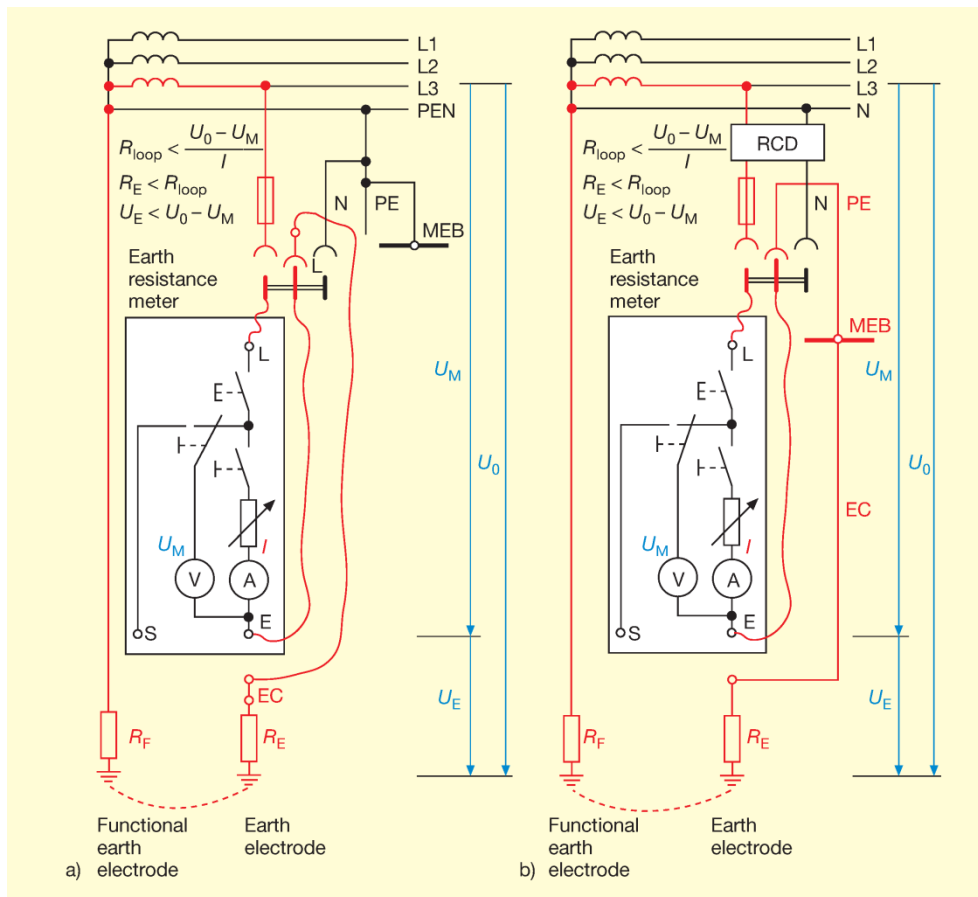 L1
L2
L3
PEN
R_loop < (U_0 – U_M) / I
R_E < R_loop
U_E < U_0 – U_M
N
PE
MEB
L
Earth
resistance
meter
L
U_M
I
V
A
S
E
EC
R_F
R_E
U_M
U_0
U_E
Functional
earth
electrode
Earth
electrode
a)
L1
L2
L3
N
R_loop < (U_0 – U_M) / I
RCD
R_E < R_loop
U_E < U_0 – U_M
N
PE
Earth
resistance
meter
MEB
L
U_M
I
V
A
S
E
EC
R_F
R_E
U_M
U_0
U_E
Functional
earth
electrode
Earth
electrode
b)